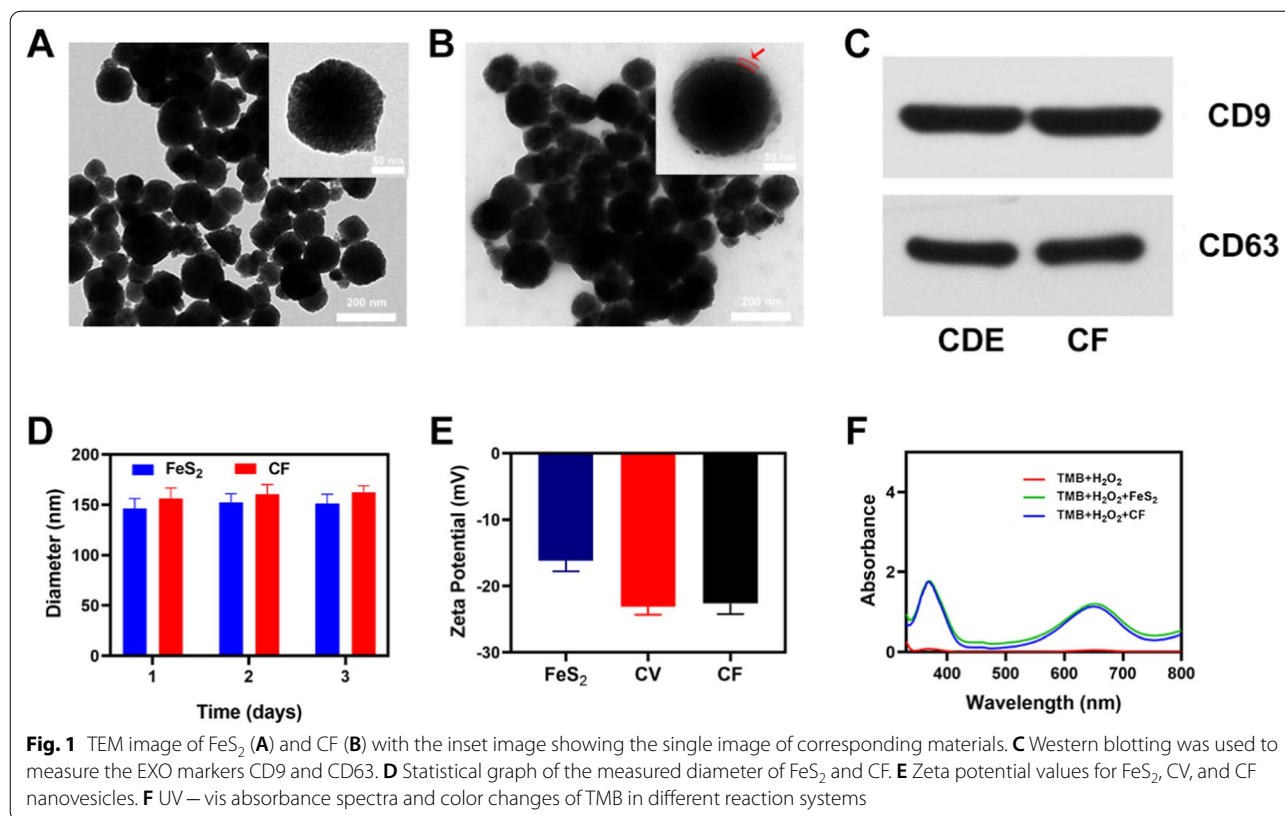 A
50 nm
200 nm
B
50 nm
200 nm
C
CD9
CD63
CDE CF
D
200
150
100
50
0
Diameter (nm)
FeS₂ CF
1 2 3
Time (days)
E
0
-10
-20
-30
Zeta Potential (mV)
FeS₂ CV CF
F
4
2
0
Absorbance
TMB+H₂O₂
TMB+H₂O₂+FeS₂
TMB+H₂O₂+CF
400 500 600 700 800
Wavelength (nm)
Fig. 1 TEM image of FeS₂ (A) and CF (B) with the inset image showing the single image of corresponding materials. C Western blotting was used to
measure the EXO markers CD9 and CD63. D Statistical graph of the measured diameter of FeS₂ and CF. E Zeta potential values for FeS₂, CV, and CF
nanovesicles. F UV – vis absorbance spectra and color changes of TMB in different reaction systems